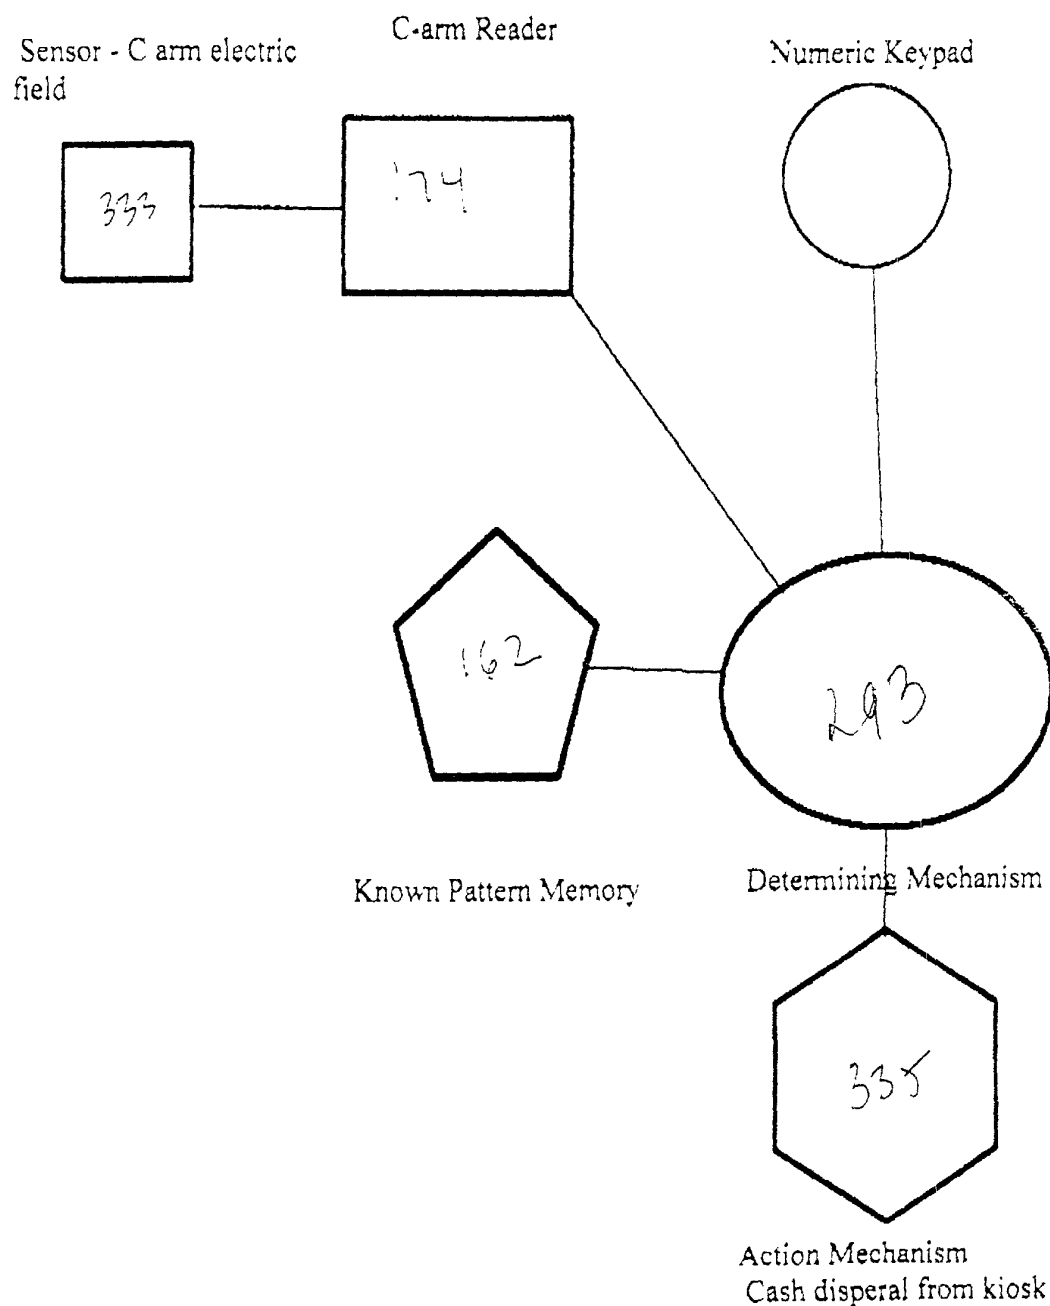 C-arm Reader
Sensor - C arm electric
field
Numeric Keypad
333
174
162
293
Known Pattern Memory
Determining Mechanism
335
Action Mechanism
Cash disperal from kiosk